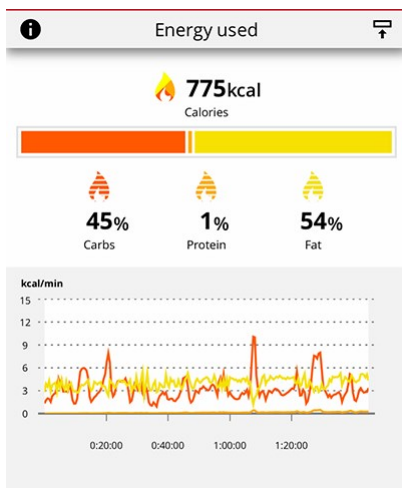 Energy used
775kcal
Calories
45%
1%
54%
Carbs
Protein
Fat
kcal/min
15
12
9
6
3
0
0:20:00
0:40:00
1:00:00
1:20:00